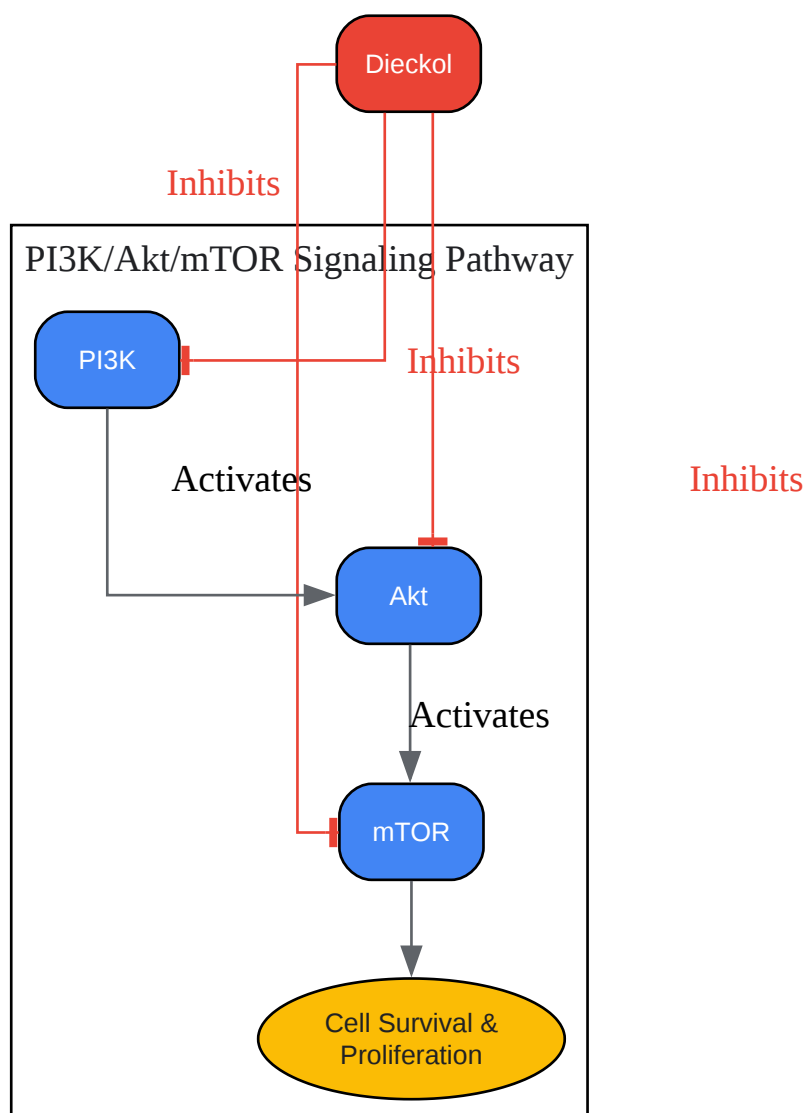 Dieckol
Inhibits
PI3K/Akt/mTOR Signaling Pathway
PI3K
Inhibits
Activates
Inhibits
Akt
Activates
mTOR
Cell Survival &
Proliferation